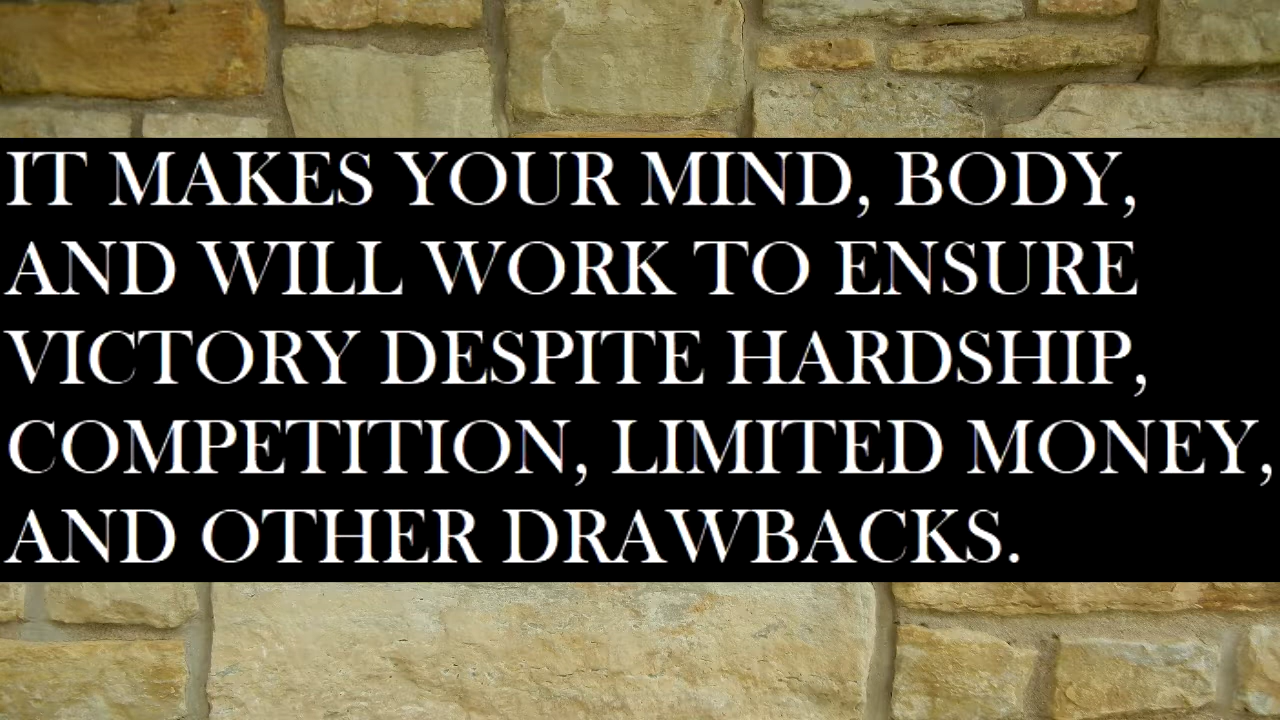 IT MAKES YOUR MIND, BODY,
AND WILL WORK TO ENSURE
VICTORY DESPITE HARDSHIP,
COMPETITION, LIMITED MONEY,
AND OTHER DRAWBACKS.